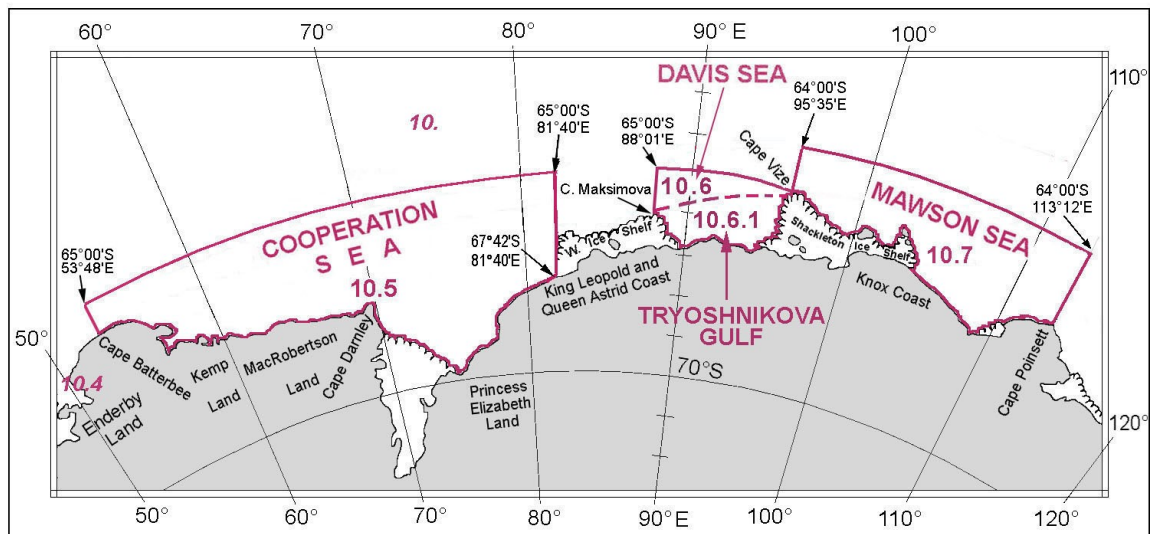 60°
70°
80°
90° E
100°
110°
DAVIS SEA
65°00'S
81°40'E
65°00'S
88°01'E
64°00'S
95°35'E
10.
Cape Vize
C. Maksimova
10.6
10.6.1
MAWSON SEA
64°00'S
113°12'E
COOPERATION
SEA
10.5
65°00'S
53°48'E
67°42'S
81°40'E
W. Ice Shelf
Shackleton
Ice
Shelf
10.7
King Leopold and
Queen Astrid Coast
Knox Coast
TRYOSHNIKOVA
GULF
50°
10.4
Cape Batterbee
Enderby
Land
Kemp
Land
MacRobertson
Land
Cape Darnley
Princess
Elizabeth
Land
70°S
Cape Poinsett
120°
50°
60°
70°
80°
90°E
100°
110°
120°